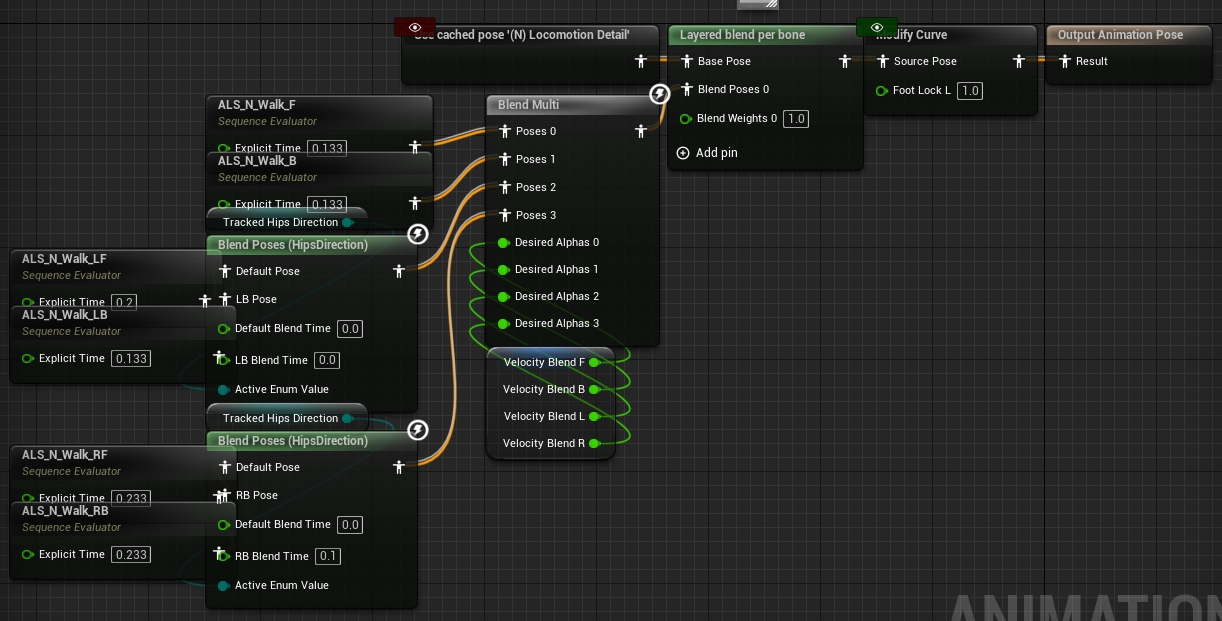 Use cached pose '(N) Locomotion Detail'
Layered blend per bone
Base Pose
Blend Poses 0
Blend Weights 0 1.0
Add pin
Modify Curve
Source Pose
Foot Lock L 1.0
Output Animation Pose
Result
ALS_N_Walk_F
Sequence Evaluator
Explicit Time 0.133
ALS_N_Walk_B
Sequence Evaluator
Explicit Time 0.133
Blend Multi
Poses 0
Poses 1
Poses 2
Poses 3
Desired Alphas 0
Desired Alphas 1
Desired Alphas 2
Desired Alphas 3
Velocity Blend F
Velocity Blend B
Velocity Blend L
Velocity Blend R
Tracked Hips Direction
Blend Poses (HipsDirection)
Default Pose
LB Pose
Default Blend Time 0.0
LB Blend Time 0.0
Active Enum Value
ALS_N_Walk_LF
Sequence Evaluator
Explicit Time 0.2
ALS_N_Walk_LB
Sequence Evaluator
Explicit Time 0.133
Tracked Hips Direction
Blend Poses (HipsDirection)
Default Pose
RB Pose
Default Blend Time 0.0
RB Blend Time 0.1
Active Enum Value
ALS_N_Walk_RF
Sequence Evaluator
Explicit Time 0.233
ALS_N_Walk_RB
Sequence Evaluator
Explicit Time 0.233
ANIMATION